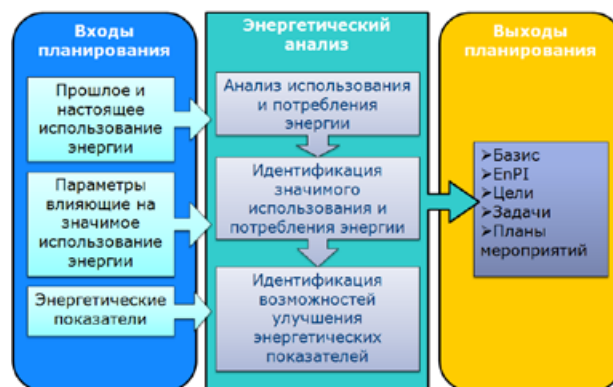 Входы
планирования
Прошлое и
настоящее
использование
энергии
Параметры
влияющие на
значимое
использование
энергии
Энергетические
показатели
Энергетический
анализ
Анализ использования
и потребления
энергии
Идентификация
значимого
использования и
потребления энергии
Идентификация
возможностей
улучшения
энергетических
показателей
Выходы
планирования
➢Базис
➢EnPI
➢Цели
➢Задачи
➢Планы
мероприятий